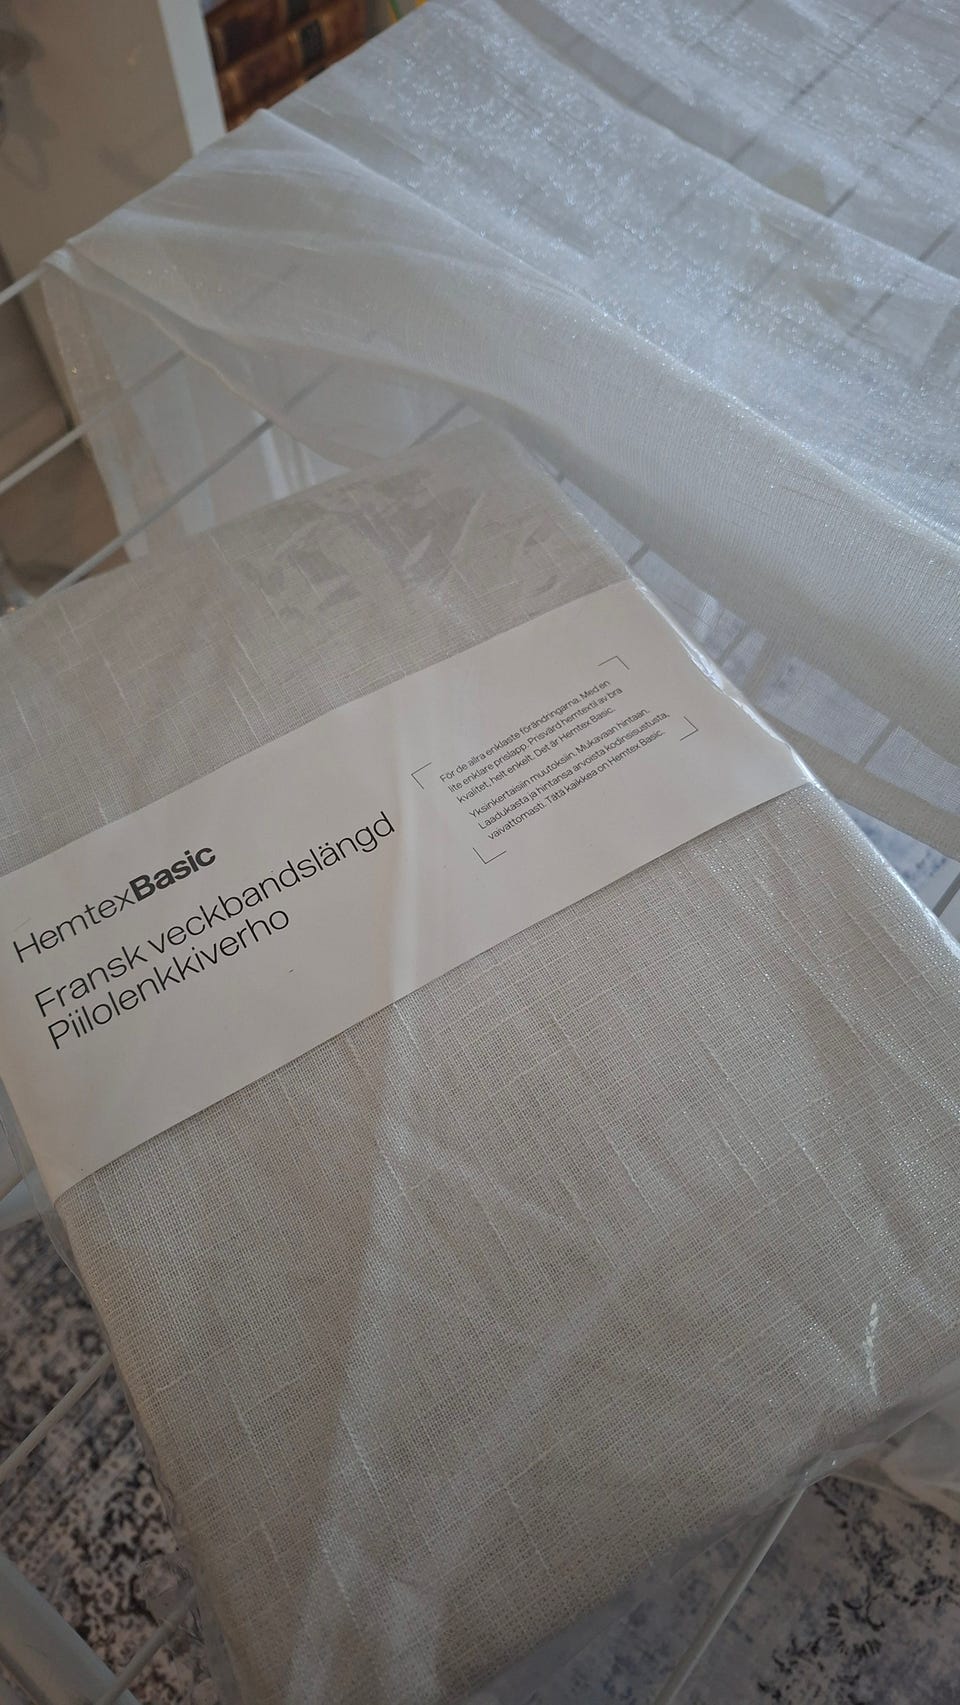 HemtexBasic
Fransk veckbandslängd
Piilolenkkiverho
För de allra enklaste förändringarna. Med en
lite enklare prislapp. Prisvärd hemtextil av bra
kvalitet, helt enkelt. Det är Hemtex Basic.
Yksinkertaisiin muutoksiin. Mukavaan hintaan.
Laadukasta ja hintansa arvoista kodinsisustusta,
vaivattomasti. Tätä kaikkea on Hemtex Basic.